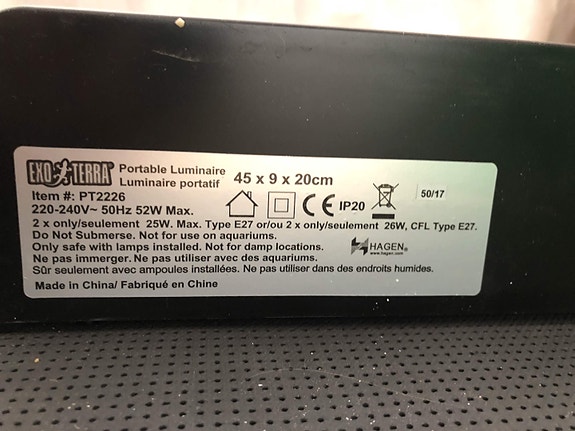 EXO TERRA
Portable Luminaire
Luminaire portatif
45 x 9 x 20cm
Item #: PT2226
220-240V~ 50Hz 52W Max.
CE IP20
50/17
2 x only/seulement 25W. Max. Type E27 or/ou 2 x only/seulement 26W, CFL Type E27.
Do Not Submerse. Not for use on aquariums.
Only safe with lamps installed. Not for damp locations.
HAGEN®
www.hagen.com
Ne pas immerger. Ne pas utiliser avec des aquariums.
Sûr seulement avec ampoules installées. Ne pas utiliser dans des endroits humides.
Made in China/ Fabriqué en Chine